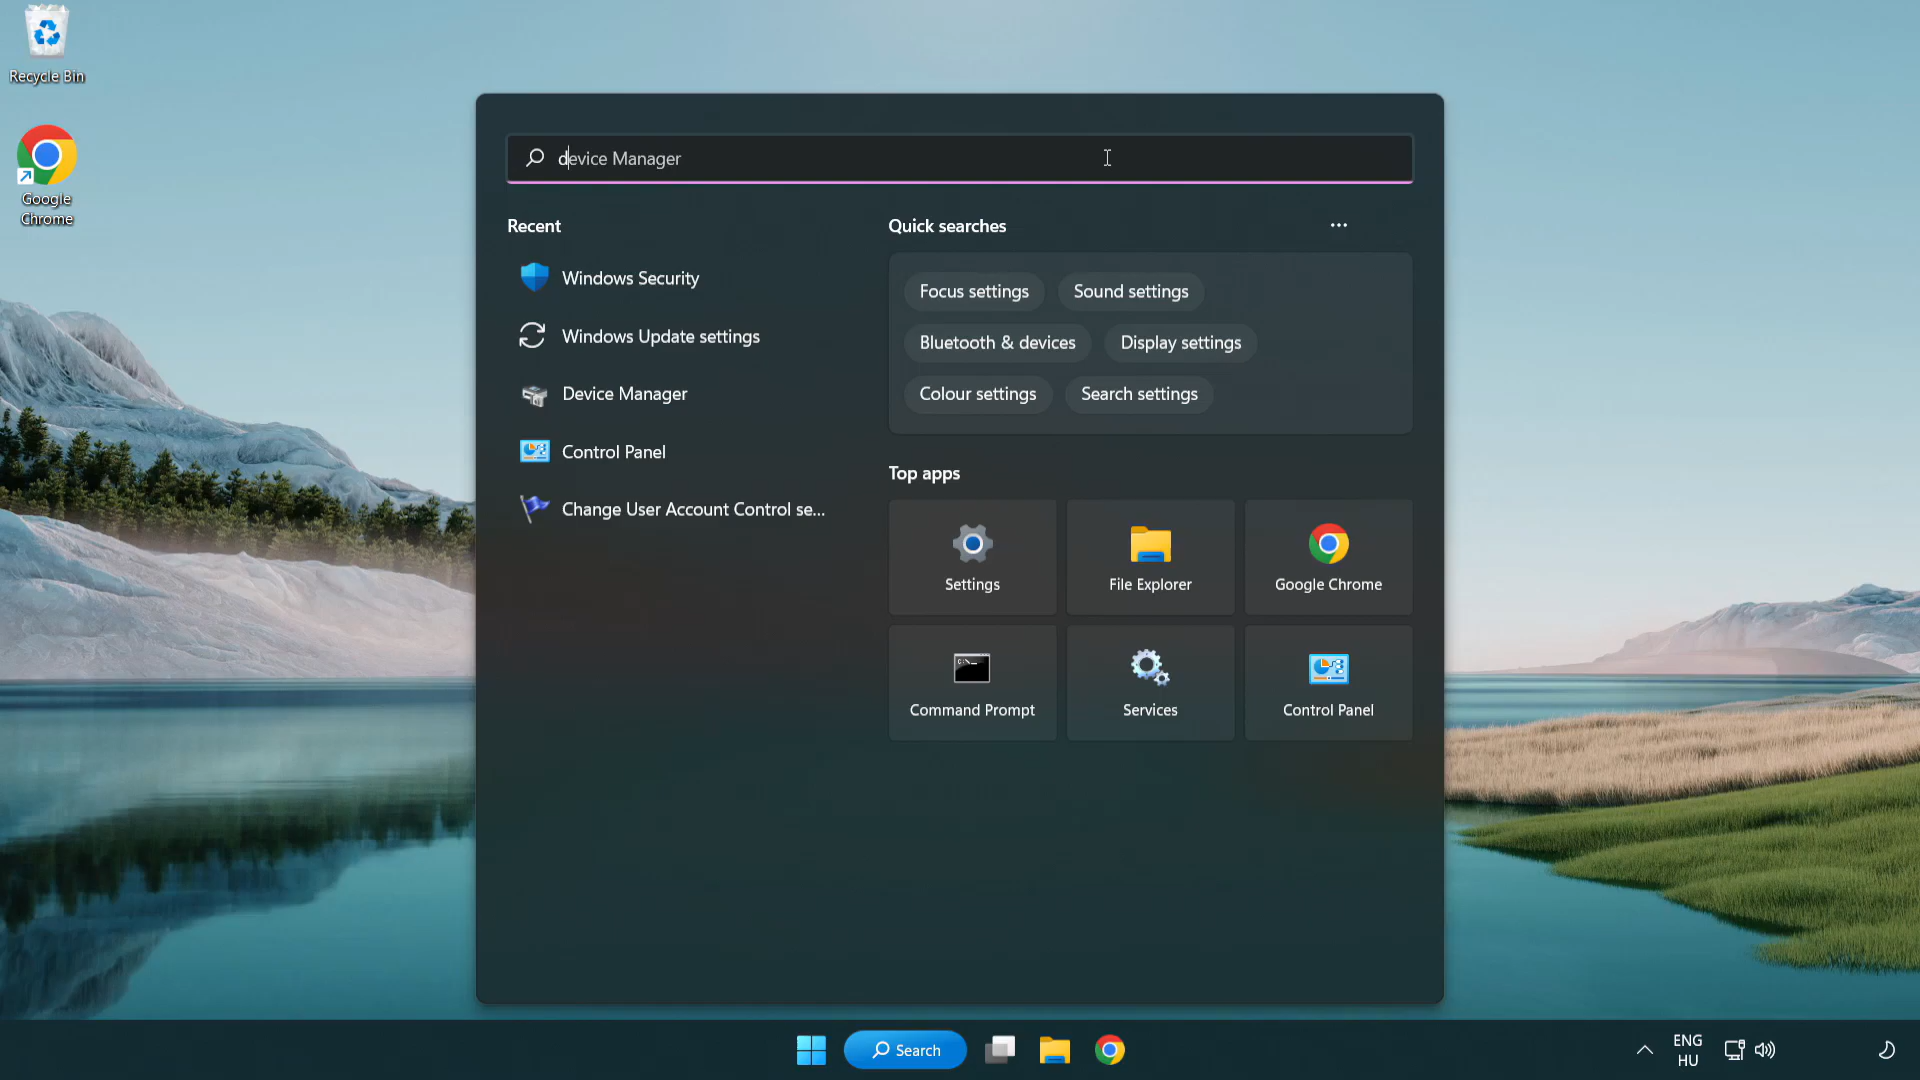 Recycle Bin
Google
Chrome
device Manager
Recent
Windows Security
Windows Update settings
Device Manager
Control Panel
Change User Account Control se...
Quick searches
Focus settings
Sound settings
Bluetooth & devices
Display settings
Colour settings
Search settings
Top apps
Settings
File Explorer
Google Chrome
Command Prompt
Services
Control Panel
Search
ENG
HU